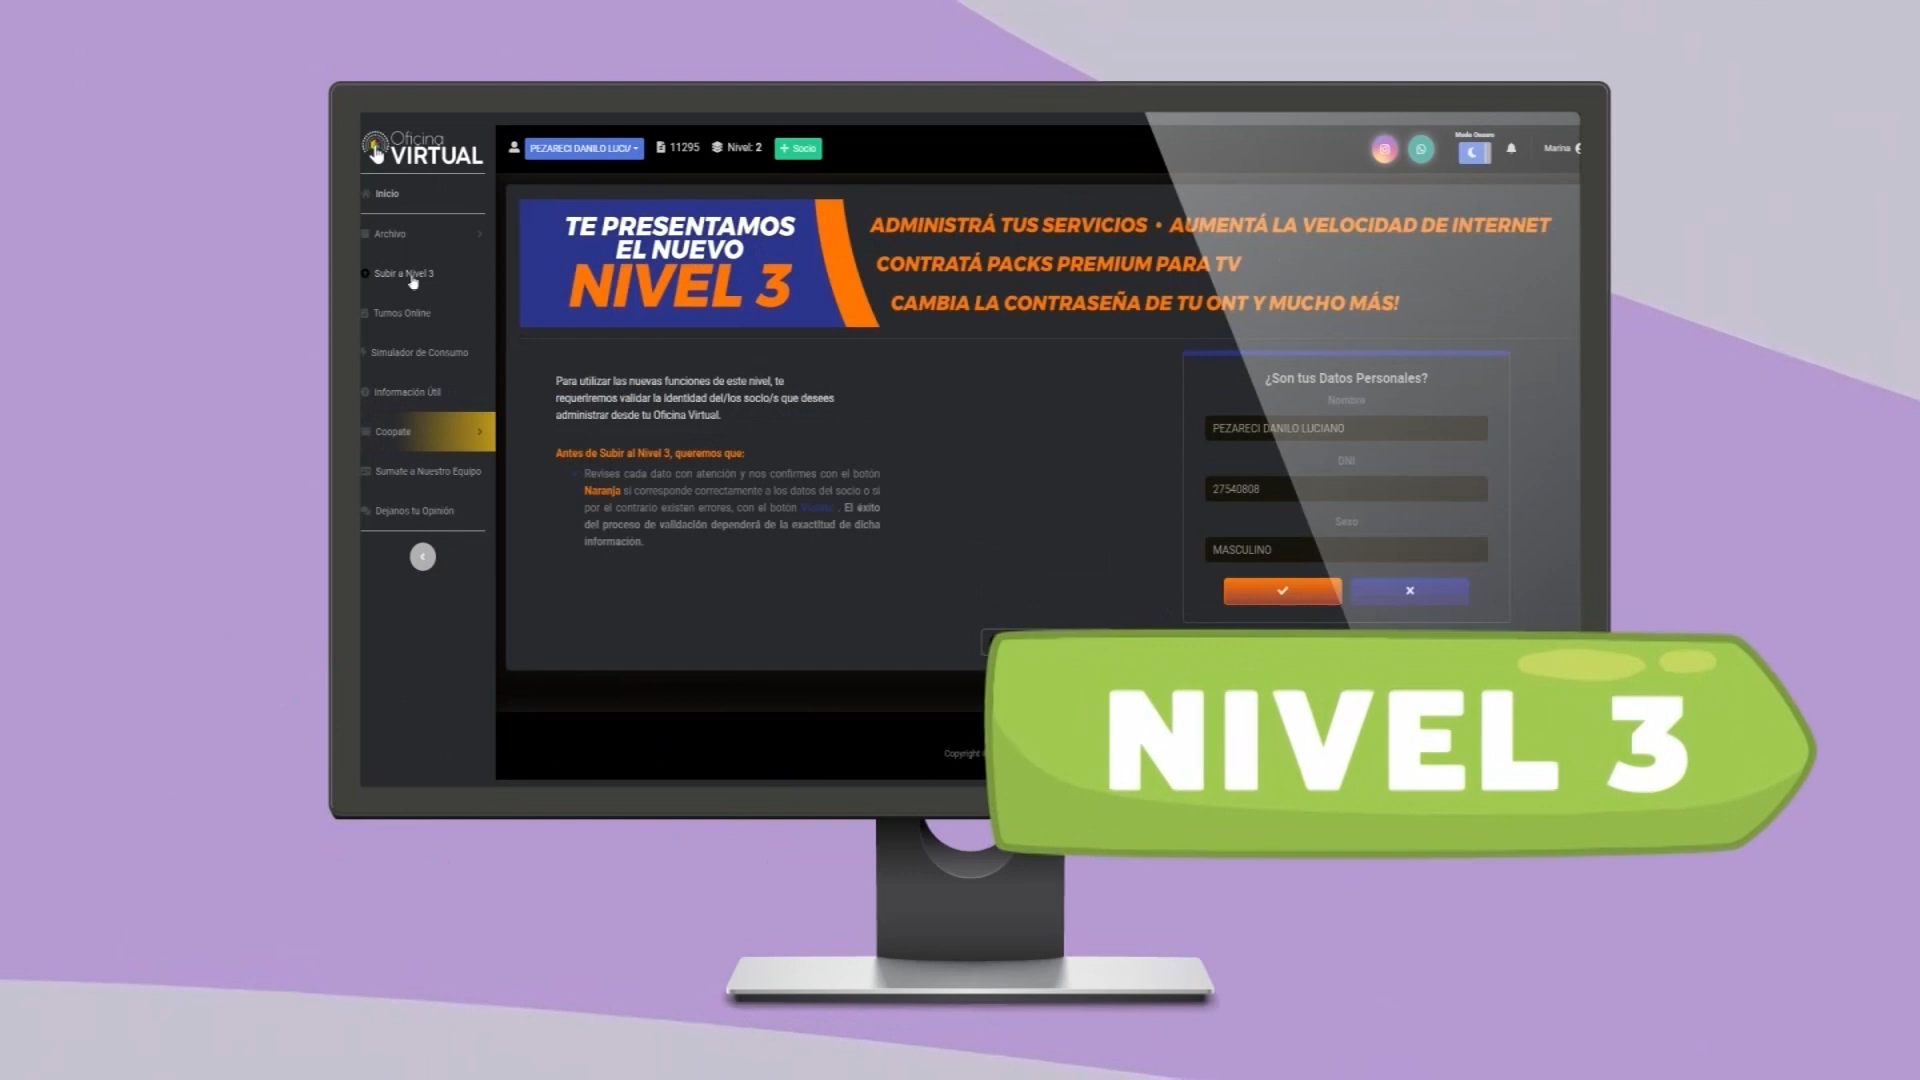 Oficina
VIRTUAL
PEZARECI DANILO LUCI
11295
Nivel: 2
+ Socio
Modo Oscuro
Marina
Inicio
Archivo
Subir a Nivel 3
Turnos Online
Simulador de Consumo
Información Útil
Coopate
Sumate a Nuestro Equipo
Dejanos tu Opinión
TE PRESENTAMOS
EL NUEVO
NIVEL 3
ADMINISTRÁ TUS SERVICIOS • AUMENTÁ LA VELOCIDAD DE INTERNET
CONTRATÁ PACKS PREMIUM PARA TV
CAMBIA LA CONTRASEÑA DE TU ONT Y MUCHO MÁS!
Para utilizar las nuevas funciones de este nivel, te
requeriremos validar la identidad del/los socio/s que desees
administrar desde tu Oficina Virtual.
Antes de Subir al Nivel 3, queremos que:
Revises cada dato con atención y nos confirmes con el botón
Naranja si corresponde correctamente a los datos del socio o si
por el contrario existen errores, con el botón . El éxito
del proceso de validación dependerá de la exactitud de dicha
información.
¿Son tus Datos Personales?
Nombre
PEZARECI DANILO LUCIANO
DNI
27540808
Sexo
MASCULINO
Copyright
NIVEL 3